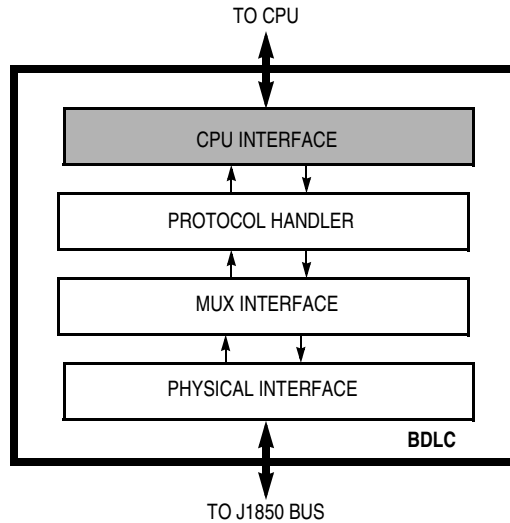 TO CPU
CPU INTERFACE
PROTOCOL HANDLER
MUX INTERFACE
PHYSICAL INTERFACE
BDLC
TO J1850 BUS